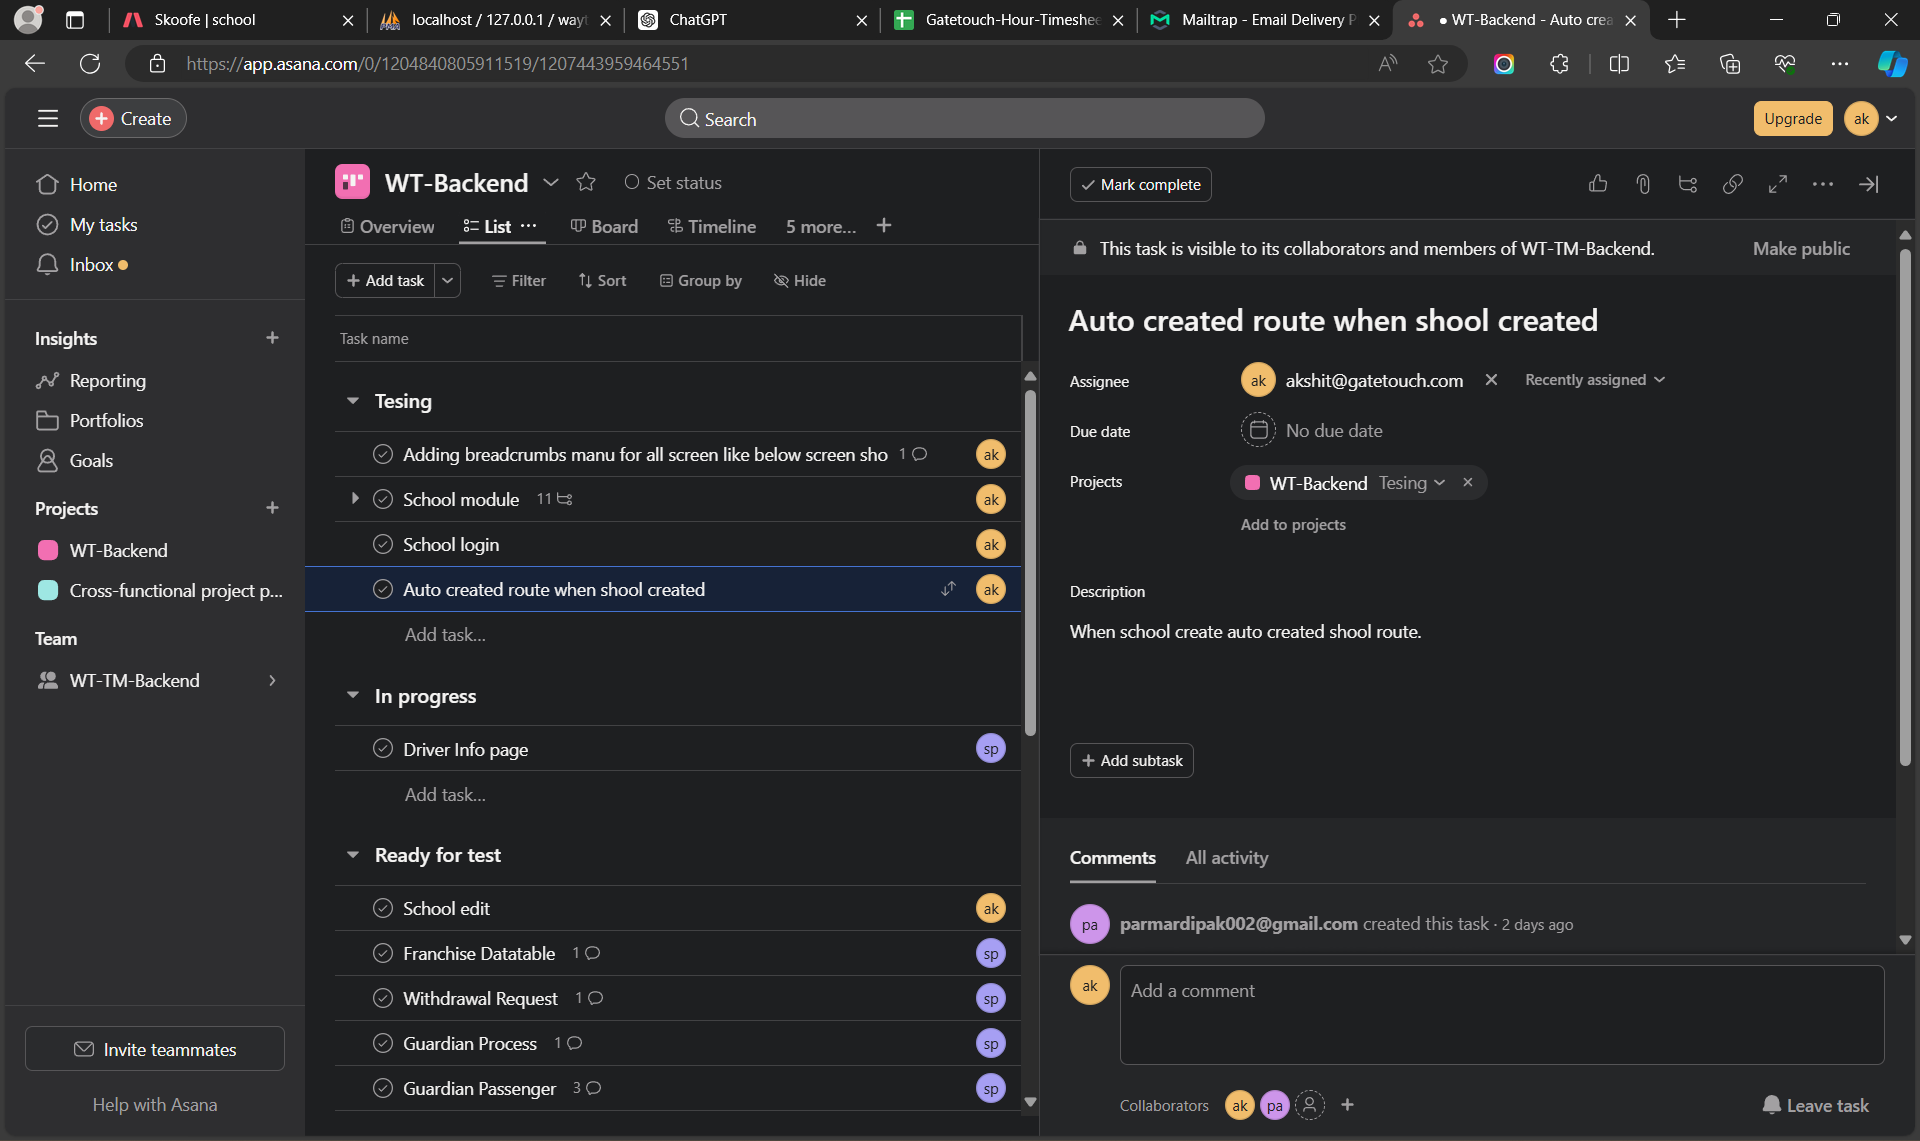 Skoofe | school
localhost / 127.0.0.1 / wayt
ChatGPT
Gatetouch-Hour-Timeshee
Mailtrap - Email Delivery P
• WT-Backend - Auto crea
https://app.asana.com/0/1204840805911519/1207443959464551
Create
Search
Upgrade
ak
Home
My tasks
Inbox
Insights
Reporting
Portfolios
Goals
Projects
WT-Backend
Cross-functional project p...
Team
WT-TM-Backend
Invite teammates
Help with Asana
WT-Backend
Set status
Overview
List
Board
Timeline
5 more...
Add task
Filter
Sort
Group by
Hide
Task name
Tesing
Adding breadcrumbs manu for all screen like below screen sho 1
ak
School module 11
ak
School login
ak
Auto created route when shool created
ak
Add task...
In progress
Driver Info page
sp
Add task...
Ready for test
School edit
ak
Franchise Datatable 1
sp
Withdrawal Request 1
sp
Guardian Process 1
sp
Guardian Passenger 3
sp
Mark complete
This task is visible to its collaborators and members of WT-TM-Backend.
Make public
Auto created route when shool created
Assignee
ak
akshit@gatetouch.com
Recently assigned
Due date
No due date
Projects
WT-Backend Tesing
Add to projects
Description
When school create auto created shool route.
Add subtask
Comments
All activity
pa
parmardipak002@gmail.com created this task · 2 days ago
ak
Add a comment
Collaborators
ak
pa
Leave task